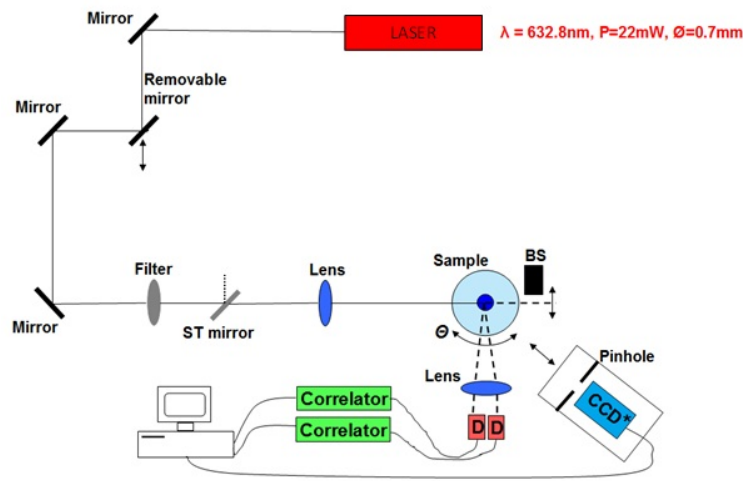 Mirror
LASER
λ = 632.8nm, P=22mW, Ø=0.7mm
Removable
mirror
Mirror
Filter
Lens
Sample
BS
Mirror
ST mirror
Θ
Pinhole
Lens
CCD*
Correlator
D D
Correlator